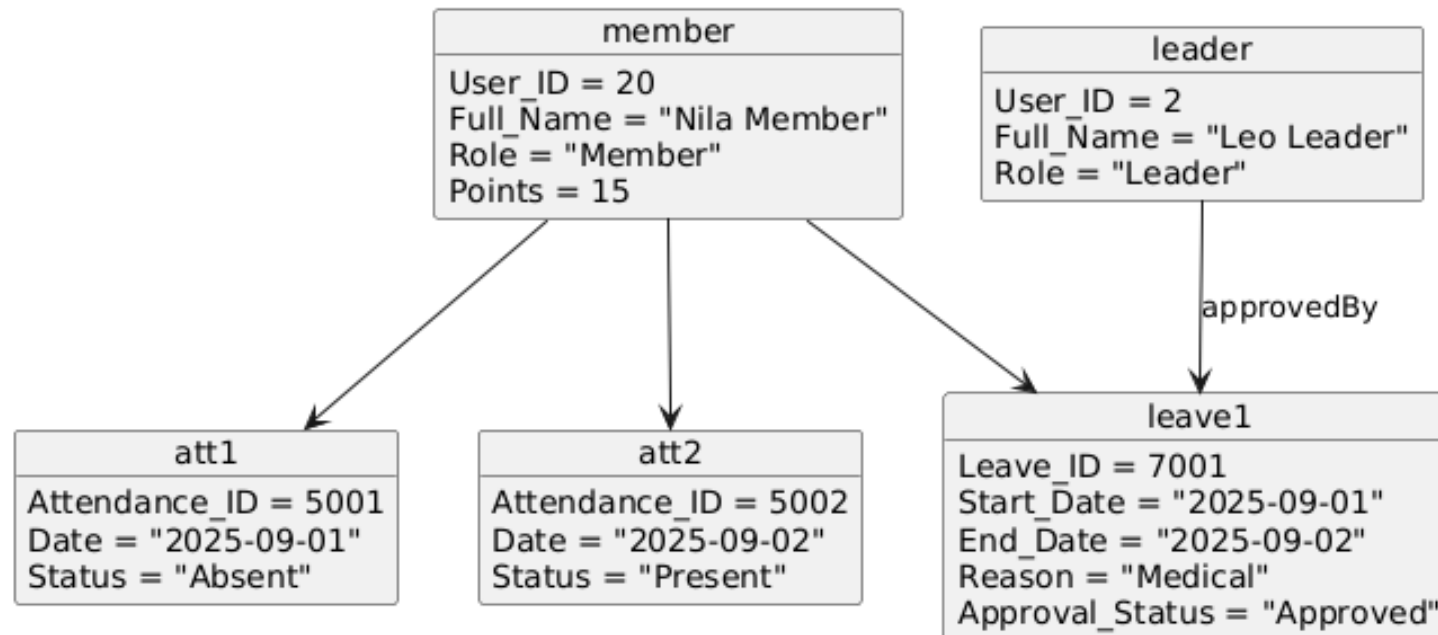 member
User_ID = 20
Full_Name = "Nila Member"
Role = "Member"
Points = 15
leader
User_ID = 2
Full_Name = "Leo Leader"
Role = "Leader"
approvedBy
att1
Attendance_ID = 5001
Date = "2025-09-01"
Status = "Absent"
att2
Attendance_ID = 5002
Date = "2025-09-02"
Status = "Present"
leave1
Leave_ID = 7001
Start_Date = "2025-09-01"
End_Date = "2025-09-02"
Reason = "Medical"
Approval_Status = "Approved"